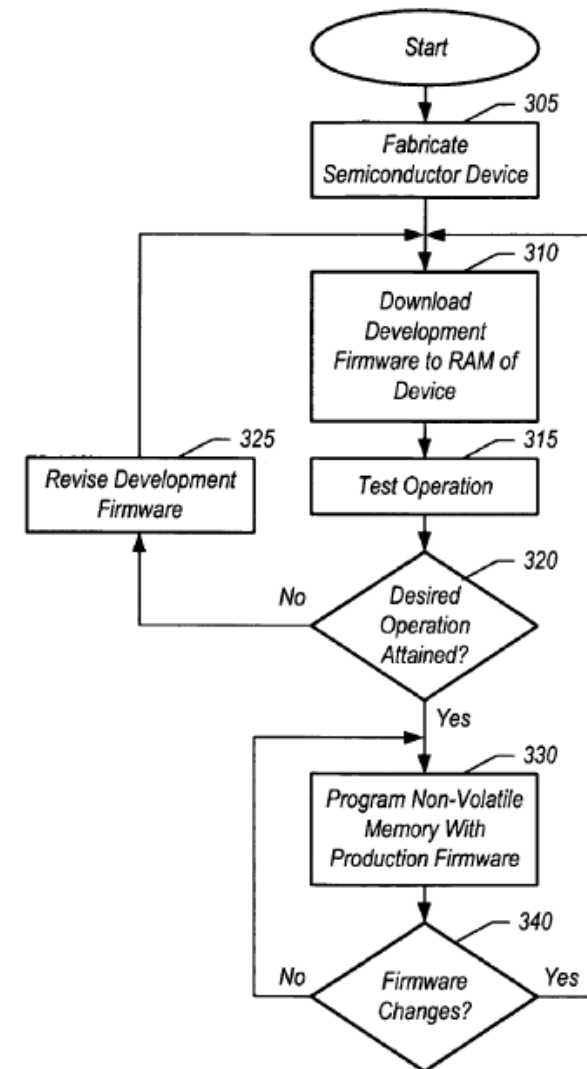 Start
305
Fabricate
Semiconductor Device
310
Download
Development
Firmware to RAM of
Device
325
Revise Development
Firmware
315
Test Operation
320
No
Desired
Operation
Attained?
Yes
330
Program Non-Volatile
Memory With
Production Firmware
340
No
Firmware
Changes?
Yes